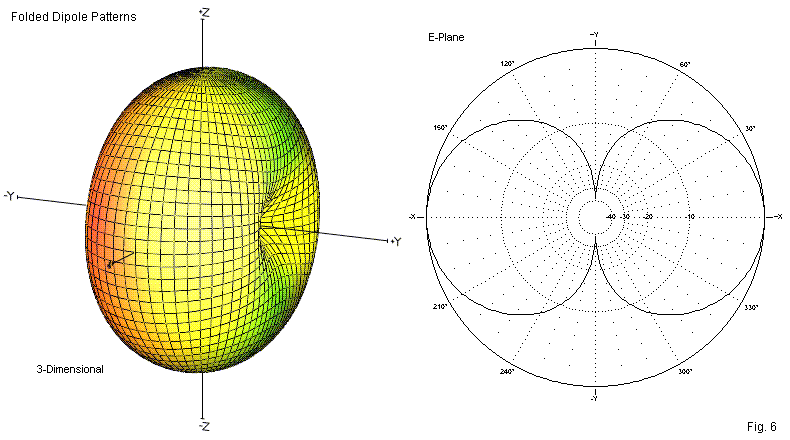 Folded Dipole Patterns
+Z
-Y
+Y
-Z
3-Dimensional
E-Plane
-Y
120°
60°
150°
30°
-X
-40
-30
-20
-10
-X
210°
330°
240°
300°
-Y
Fig. 6